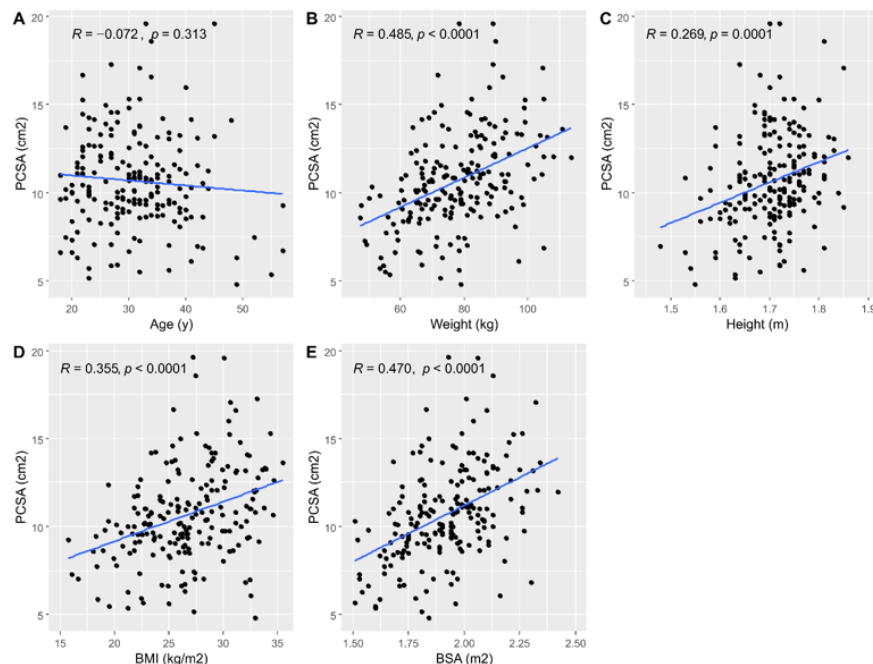 A
R = −0.072, p = 0.313
20
15
10
5
PCSA (cm2)
20 30 40 50
Age (y)
B
R = 0.485, p < 0.0001
20
15
10
5
PCSA (cm2)
60 80 100
Weight (kg)
C
R = 0.269, p = 0.0001
20
15
10
5
PCSA (cm2)
1.5 1.6 1.7 1.8 1.9
Height (m)
D
R = 0.355, p < 0.0001
20
15
10
5
PCSA (cm2)
15 20 25 30 35
BMI (kg/m2)
E
R = 0.470, p < 0.0001
20
15
10
5
PCSA (cm2)
1.50 1.75 2.00 2.25 2.50
BSA (m2)